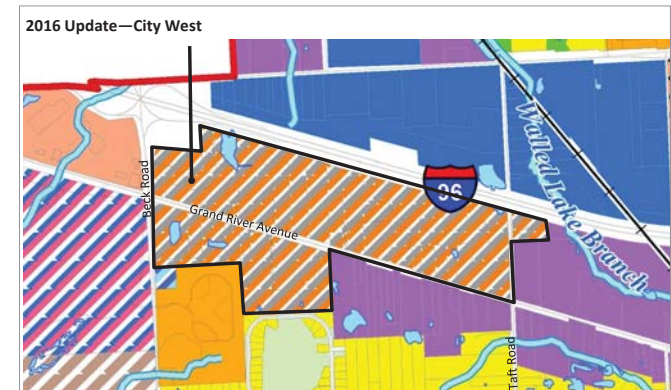 2016 Update—City West
Beck Road
Grand River Avenue
96
Walled Lake Branch
Taft Road